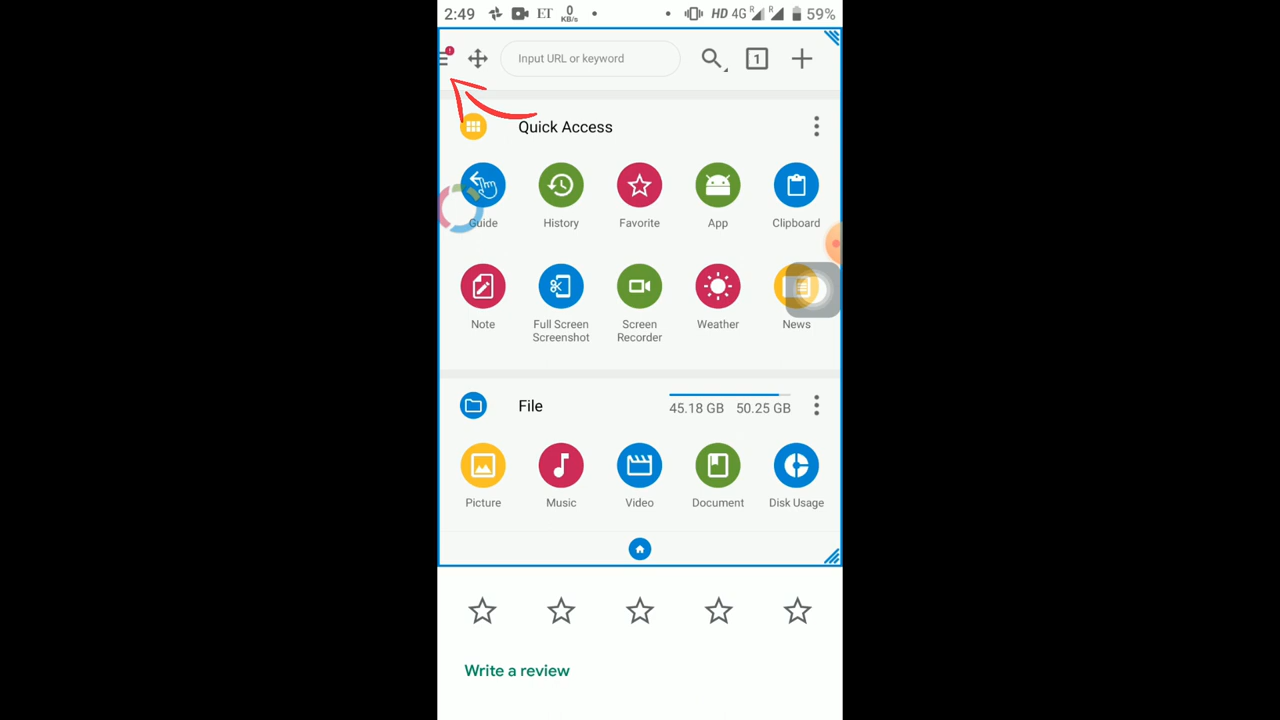 2:49 ET 0 KB/s HD 4G R R 59%
! Input URL or keyword 1
Quick Access
Guide History Favorite App Clipboard
Note Full Screen Screenshot Screen Recorder Weather News
File 45.18 GB 50.25 GB
Picture Music Video Document Disk Usage
Write a review